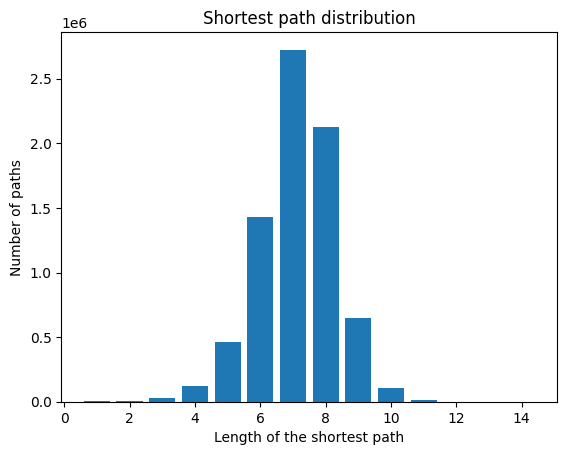 Shortest path distribution
1e6
Number of paths
2.5
2.0
1.5
1.0
0.5
0.0
0 2 4 6 8 10 12 14
Length of the shortest path